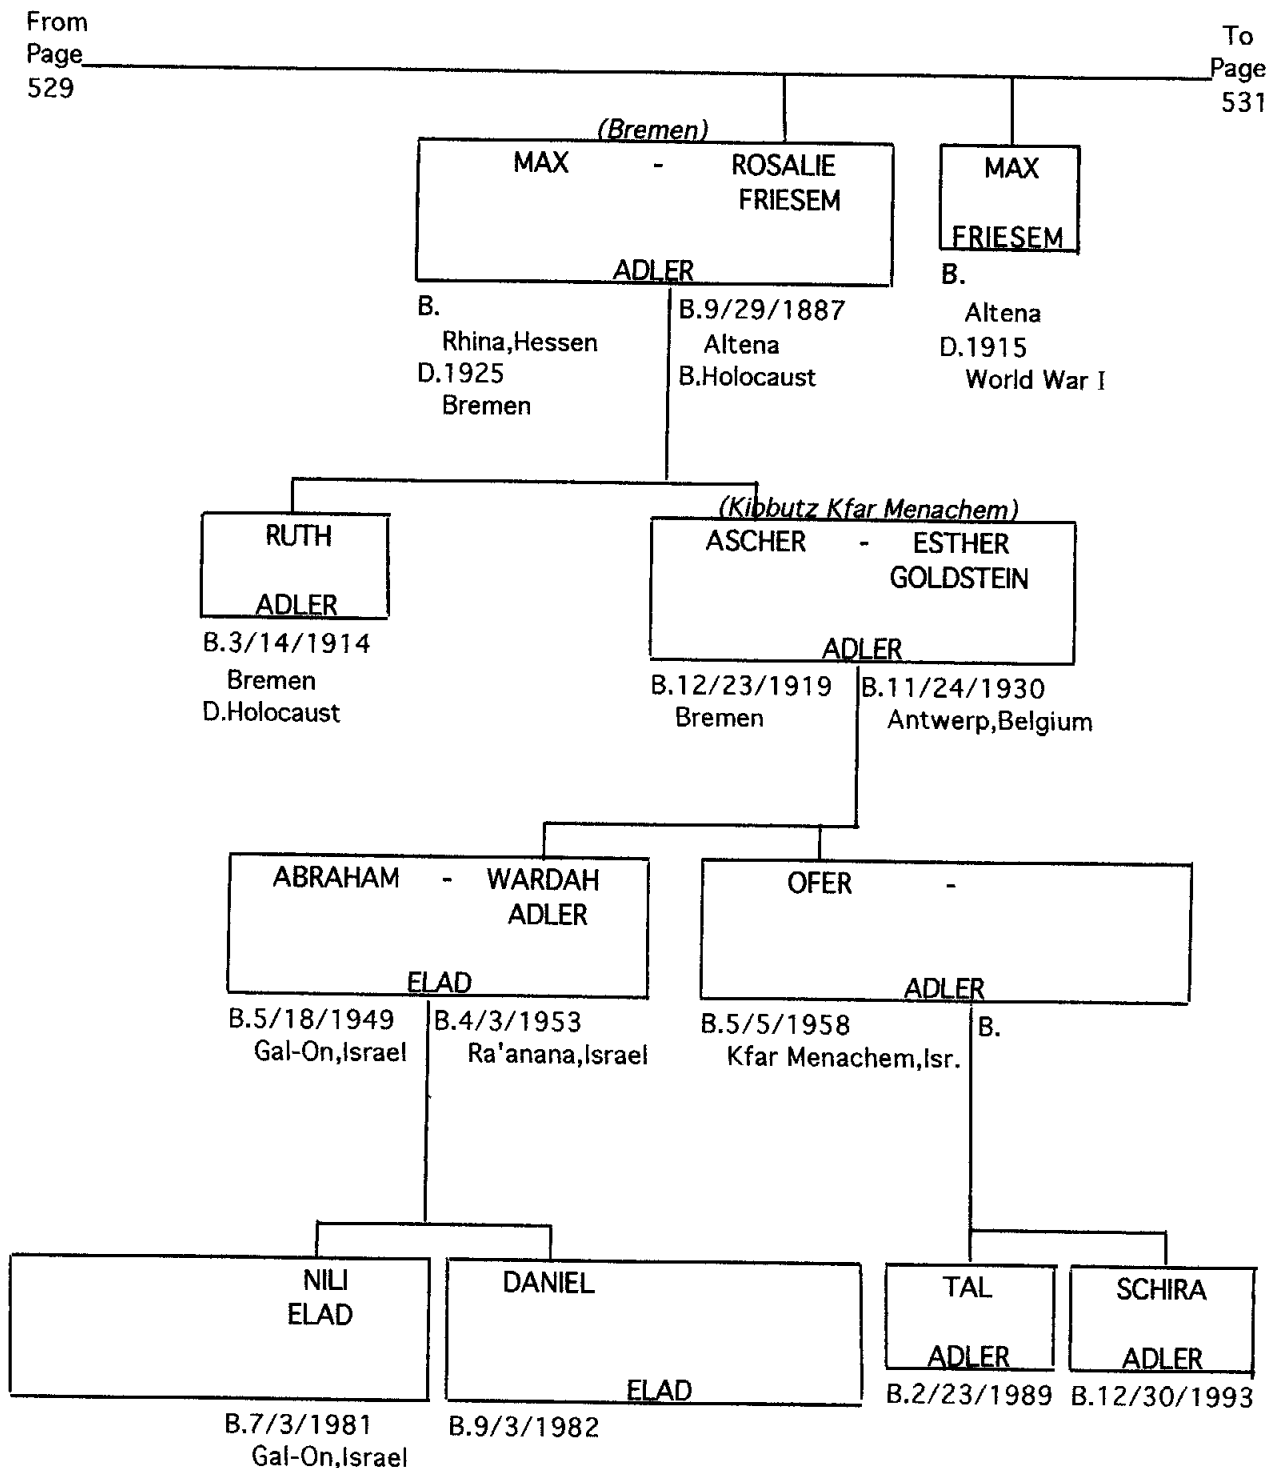 From
Page
529
To
Page
531
(Bremen)
MAX - ROSALIE
FRIESEM
ADLER
MAX
FRIESEM
B.
Rhina,Hessen
D.1925
Bremen
B.9/29/1887
Altena
B.Holocaust
B.
Altena
D.1915
World War I
RUTH
ADLER
B.3/14/1914
Bremen
D.Holocaust
(Kibbutz Kfar Menachem)
ASCHER - ESTHER
GOLDSTEIN
ADLER
B.12/23/1919
Bremen
B.11/24/1930
Antwerp,Belgium
ABRAHAM - WARDAH
ADLER
ELAD
B.5/18/1949
Gal-On,Israel
B.4/3/1953
Ra'anana,Israel
OFER -
ADLER
B.5/5/1958
Kfar Menachem,Isr.
B.
NILI
ELAD
B.7/3/1981
Gal-On,Israel
DANIEL
ELAD
B.9/3/1982
TAL
ADLER
B.2/23/1989
SCHIRA
ADLER
B.12/30/1993